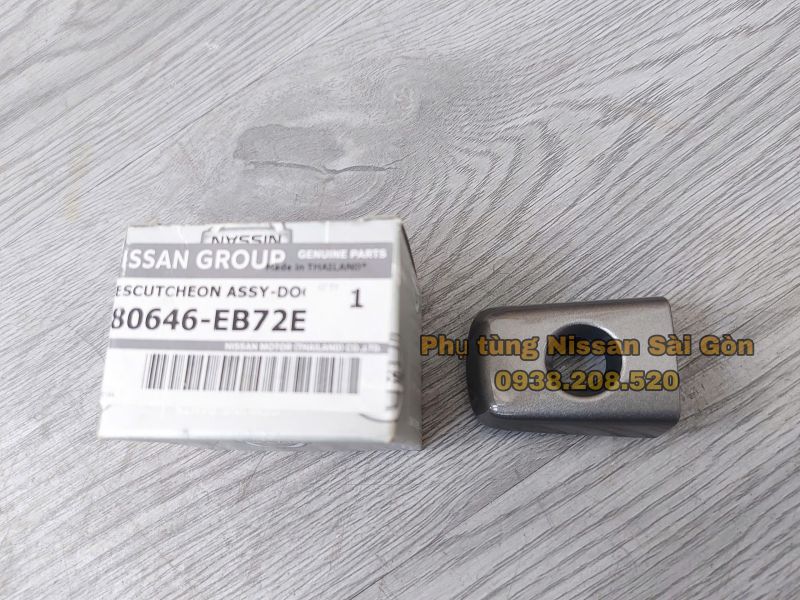 NISSAN
ISSAN GROUP GENUINE PARTS
Made in THAILAND
ESCUTCHEON ASSY-DO
1
80646-EB72E
NISSAN MOTOR (THAILAND) CO.,LTD.
Phụ tùng Nissan Sài Gòn
0938.208.520